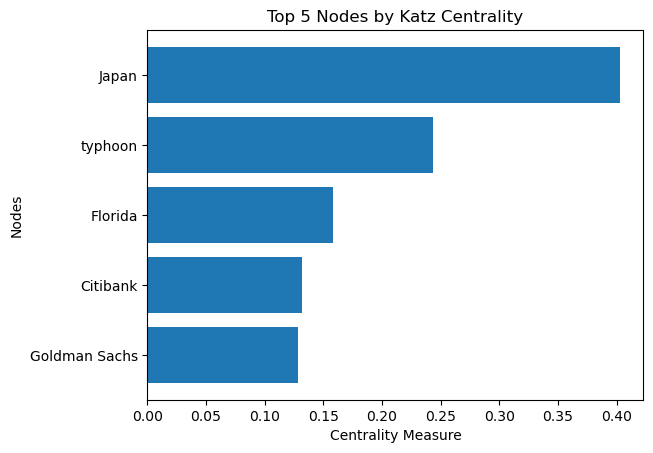 Top 5 Nodes by Katz Centrality
Nodes
Japan
typhoon
Florida
Citibank
Goldman Sachs
0.00 0.05 0.10 0.15 0.20 0.25 0.30 0.35 0.40
Centrality Measure